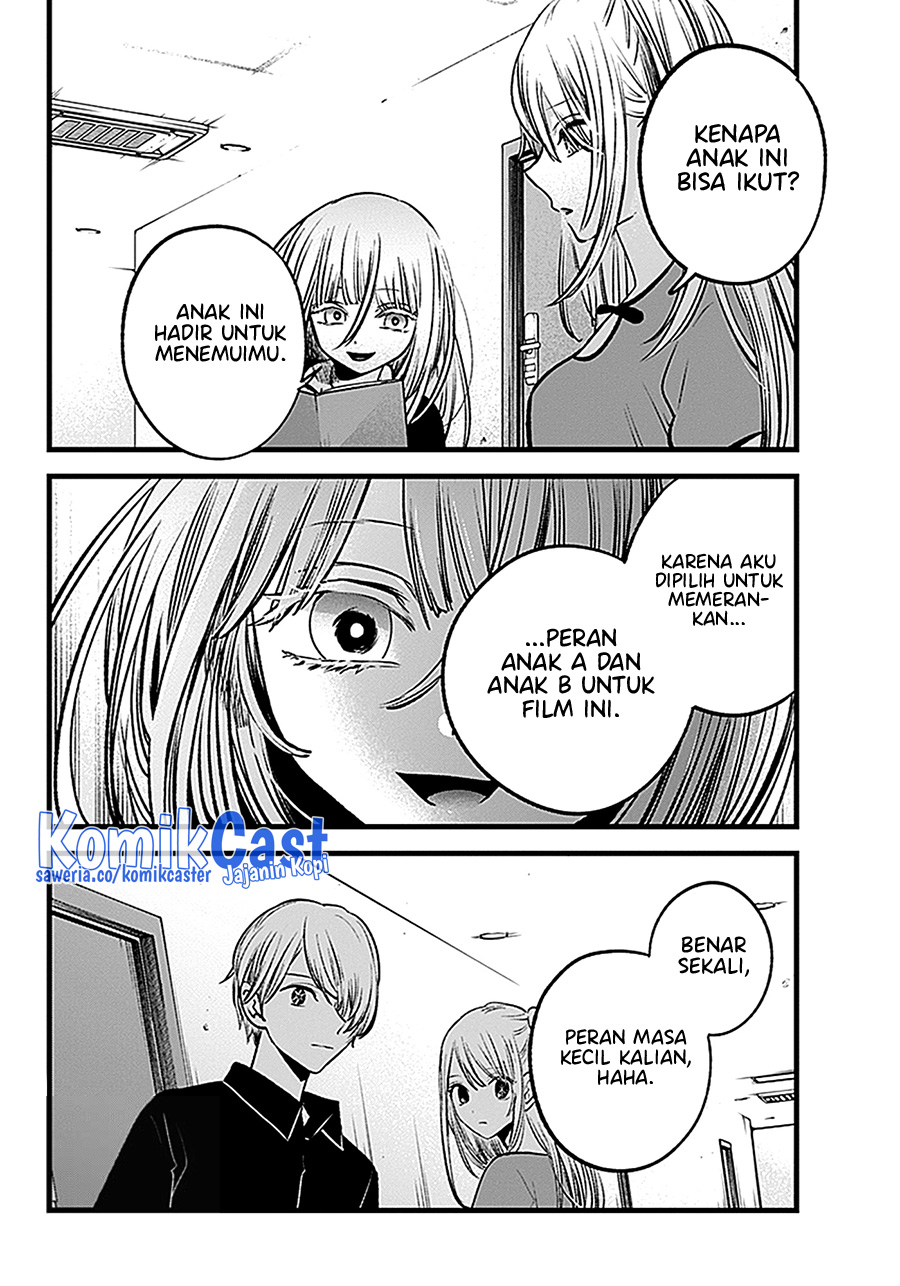 KENAPA
ANAK INI
BISA IKUT?
ANAK INI
HADIR UNTUK
MENEMUIMU.
KARENA AKU
DIPILIH UNTUK
MEMERAN-
KAN...
...PERAN
ANAK A DAN
ANAK B UNTUK
FILM INI.
KomikCast
saweria.co/komikcaster Jajanin Kopi
BENAR
SEKALI,
PERAN MASA
KECIL KALIAN,
HAHA.